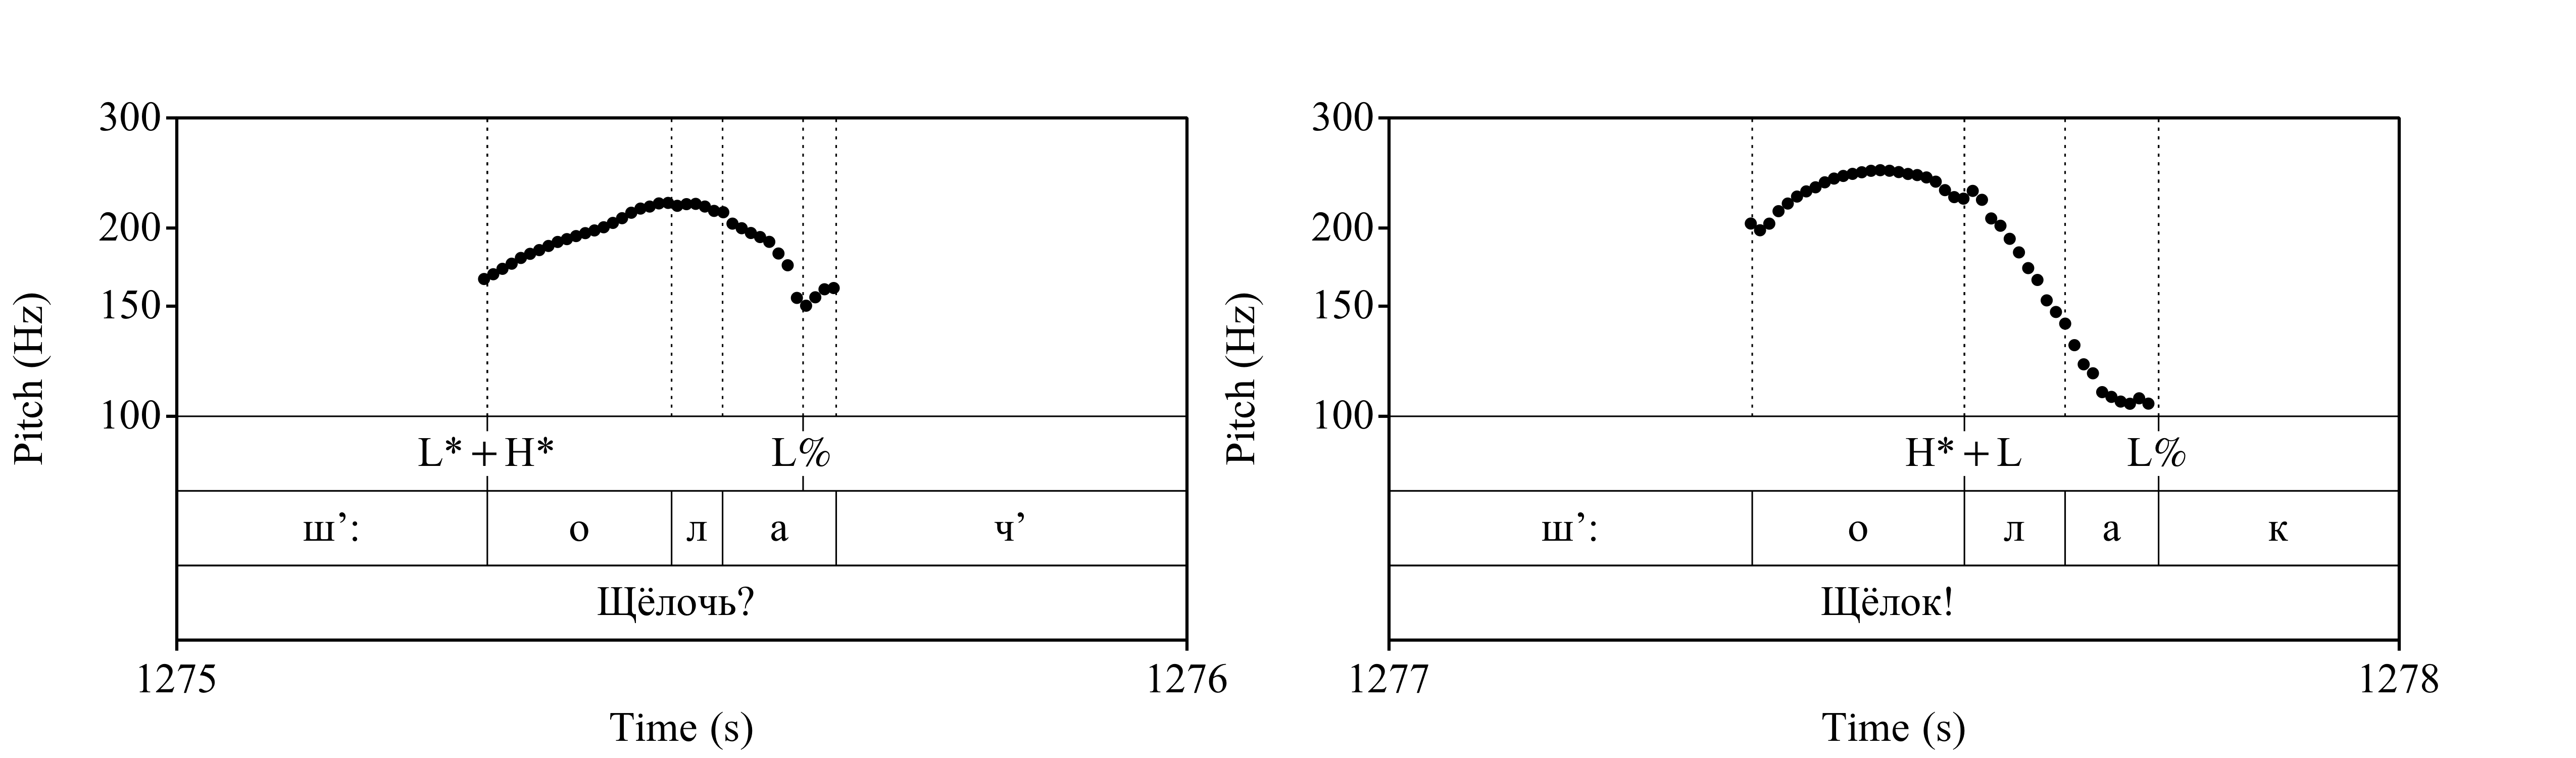 300
200
150
100
Pitch (Hz)
L* + H* L%
ш’: о л а ч’
Щёлочь?
1275 1276
Time (s)
300
200
150
100
Pitch (Hz)
H* + L L%
ш’: о л а к
Щёлок!
1277 1278
Time (s)